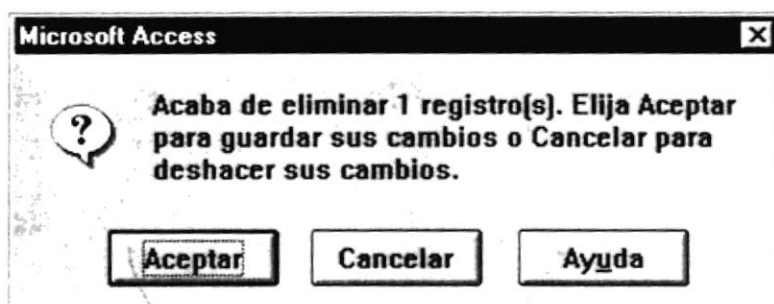 Microsoft Access
?
Acaba de eliminar 1 registro(s). Elija Aceptar
para guardar sus cambios o Cancelar para
deshacer sus cambios.
Aceptar Cancelar Ayuda